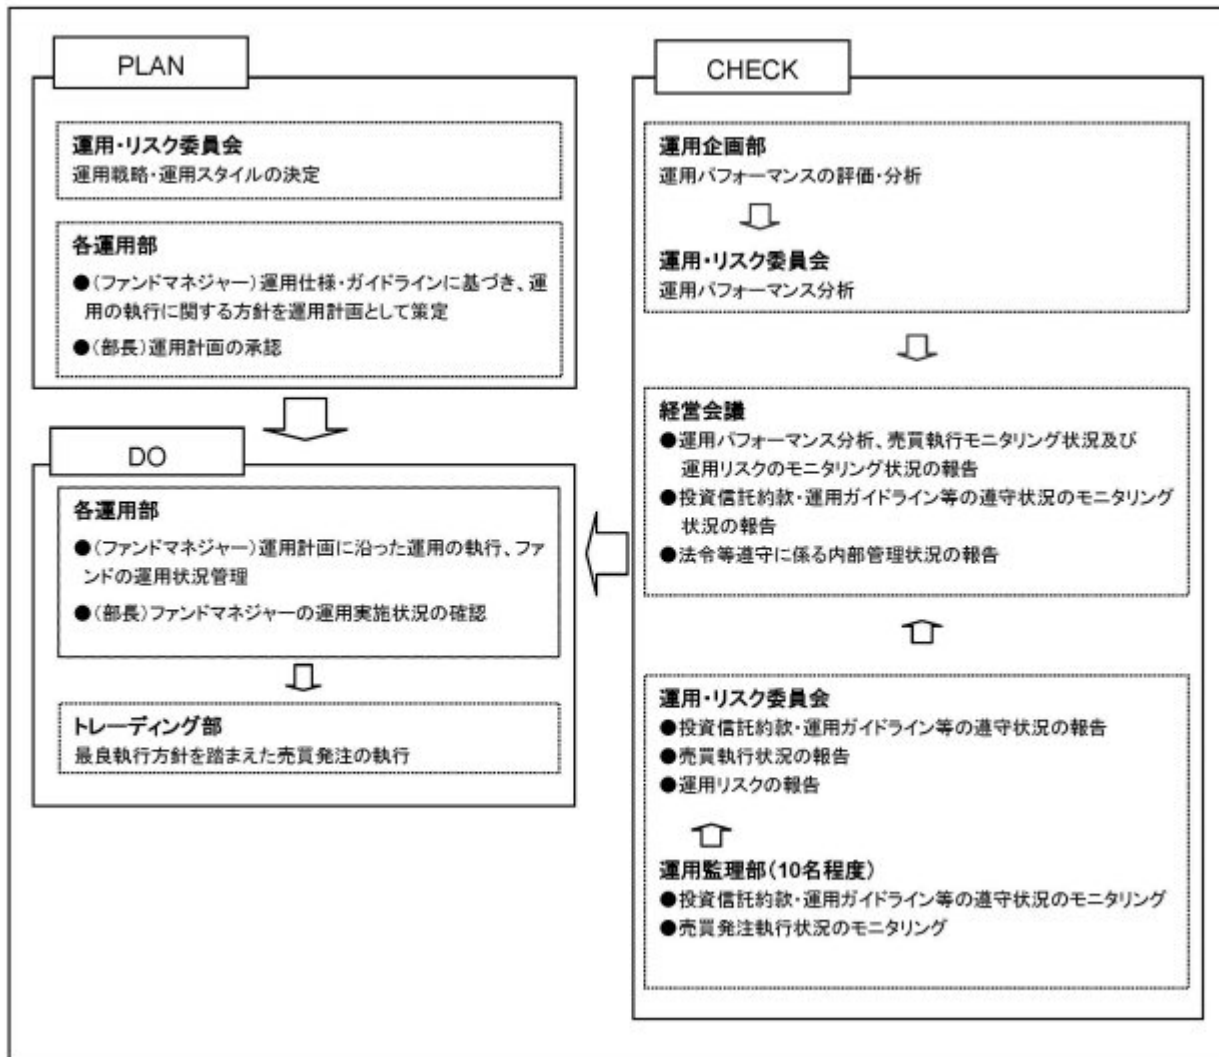 PLAN
運用・リスク委員会
運用戦略・運用スタイルの決定
各運用部
●(ファンドマネジャー)運用仕様・ガイドラインに基づき、運
用の執行に関する方針を運用計画として策定
●(部長)運用計画の承認
DO
各運用部
●(ファンドマネジャー)運用計画に沿った運用の執行、ファ
ンドの運用状況管理
●(部長)ファンドマネジャーの運用実施状況の確認
トレーディング部
最良執行方針を踏まえた売買発注の執行
CHECK
運用企画部
運用パフォーマンスの評価・分析
運用・リスク委員会
運用パフォーマンス分析
経営会議
●運用パフォーマンス分析、売買執行モニタリング状況及び
運用リスクのモニタリング状況の報告
●投資信託約款・運用ガイドライン等の遵守状況のモニタリング
状況の報告
●法令等遵守に係る内部管理状況の報告
運用・リスク委員会
●投資信託約款・運用ガイドライン等の遵守状況の報告
●売買執行状況の報告
●運用リスクの報告
運用監理部(10名程度)
●投資信託約款・運用ガイドライン等の遵守状況のモニタリング
●売買発注執行状況のモニタリング